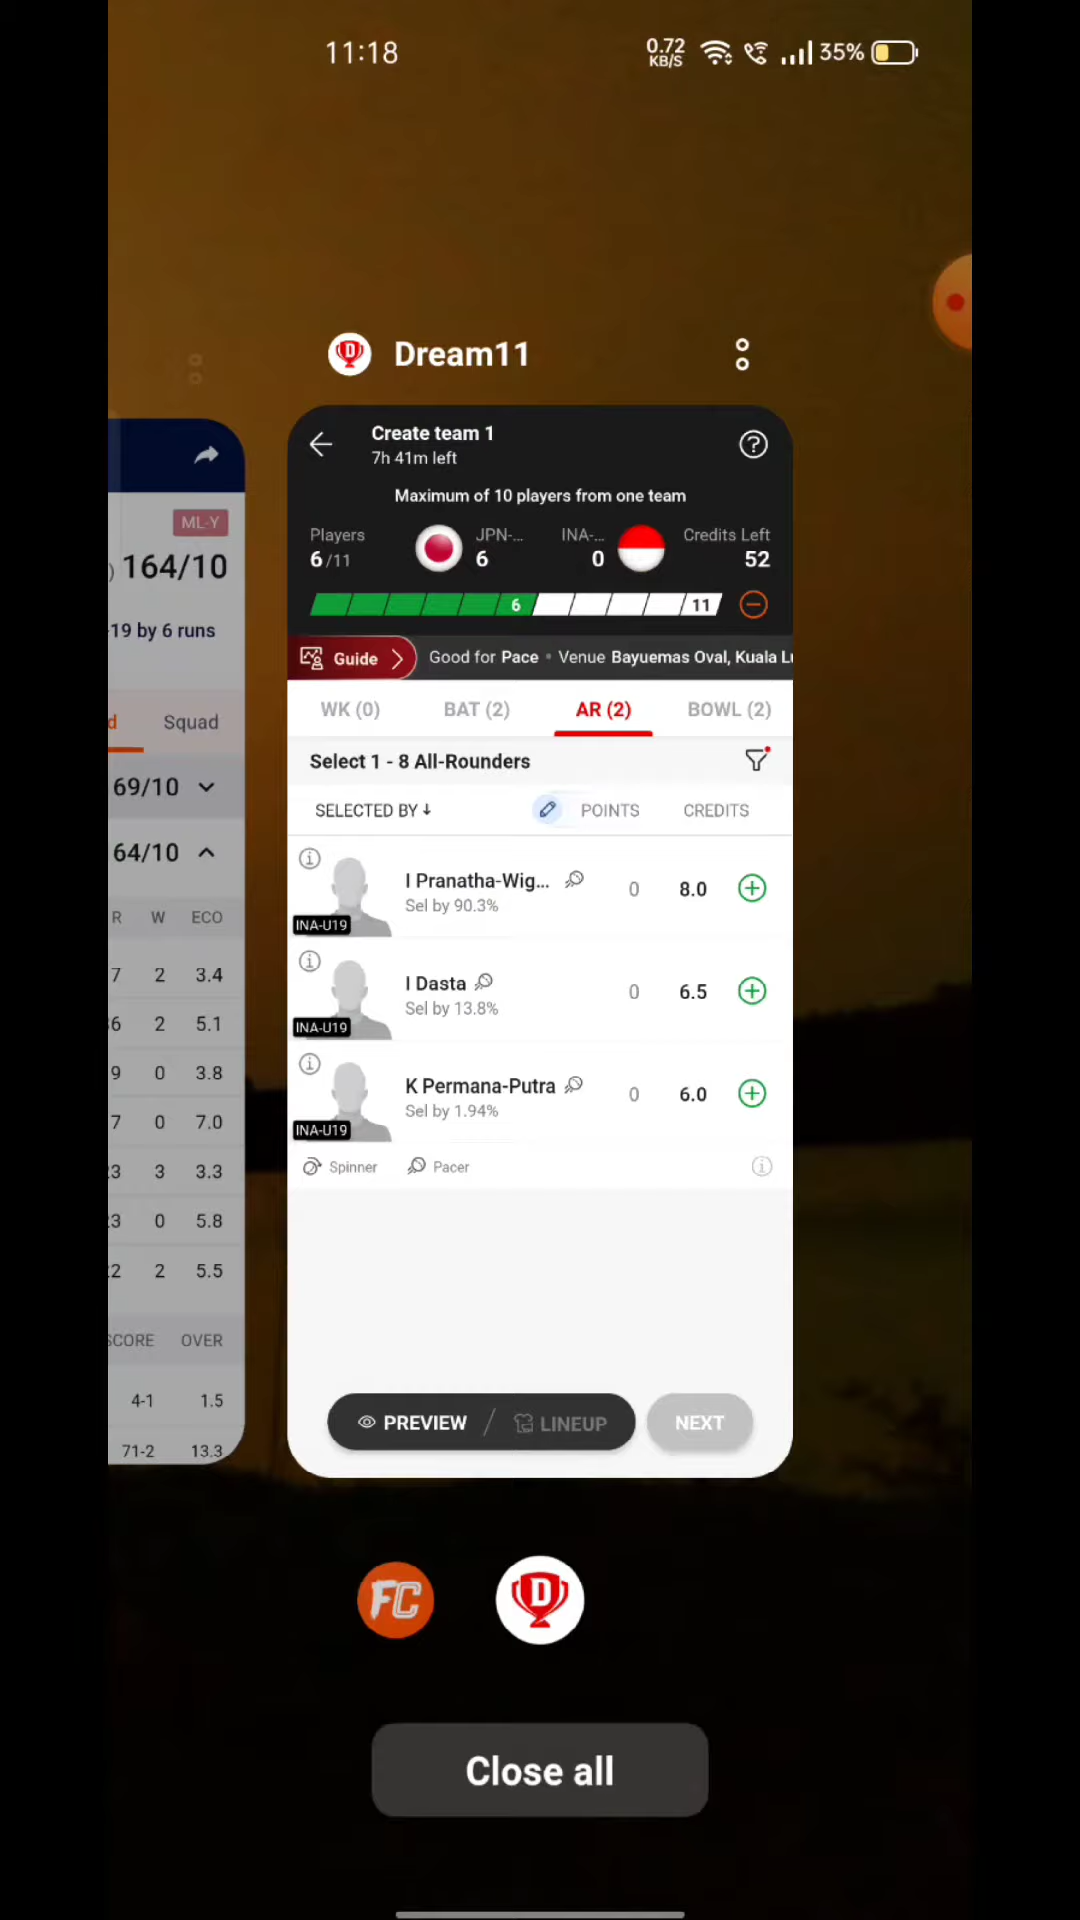 11:18
0.72
KB/S
35%
Dream11
Create team 1
7h 41m left
Maximum of 10 players from one team
Players
6/11
JPN-...
6
INA-...
0
Credits Left
52
6
11
Guide
Good for Pace • Venue Bayuemas Oval, Kuala Lu
WK (0)
BAT (2)
AR (2)
BOWL (2)
Select 1 - 8 All-Rounders
SELECTED BY ↓
POINTS
CREDITS
I Pranatha-Wig...
Sel by 90.3%
INA-U19
0
8.0
I Dasta
Sel by 13.8%
INA-U19
0
6.5
K Permana-Putra
Sel by 1.94%
INA-U19
0
6.0
Spinner
Pacer
PREVIEW / LINEUP
NEXT
ML-Y
) 164/10
19 by 6 runs
d
Squad
69/10
64/10
R W ECO
7 2 3.4
6 2 5.1
9 0 3.8
7 0 7.0
3 3 3.3
3 0 5.8
2 2 5.5
SCORE OVER
4-1 1.5
71-2 13.3
FC
D
Close all